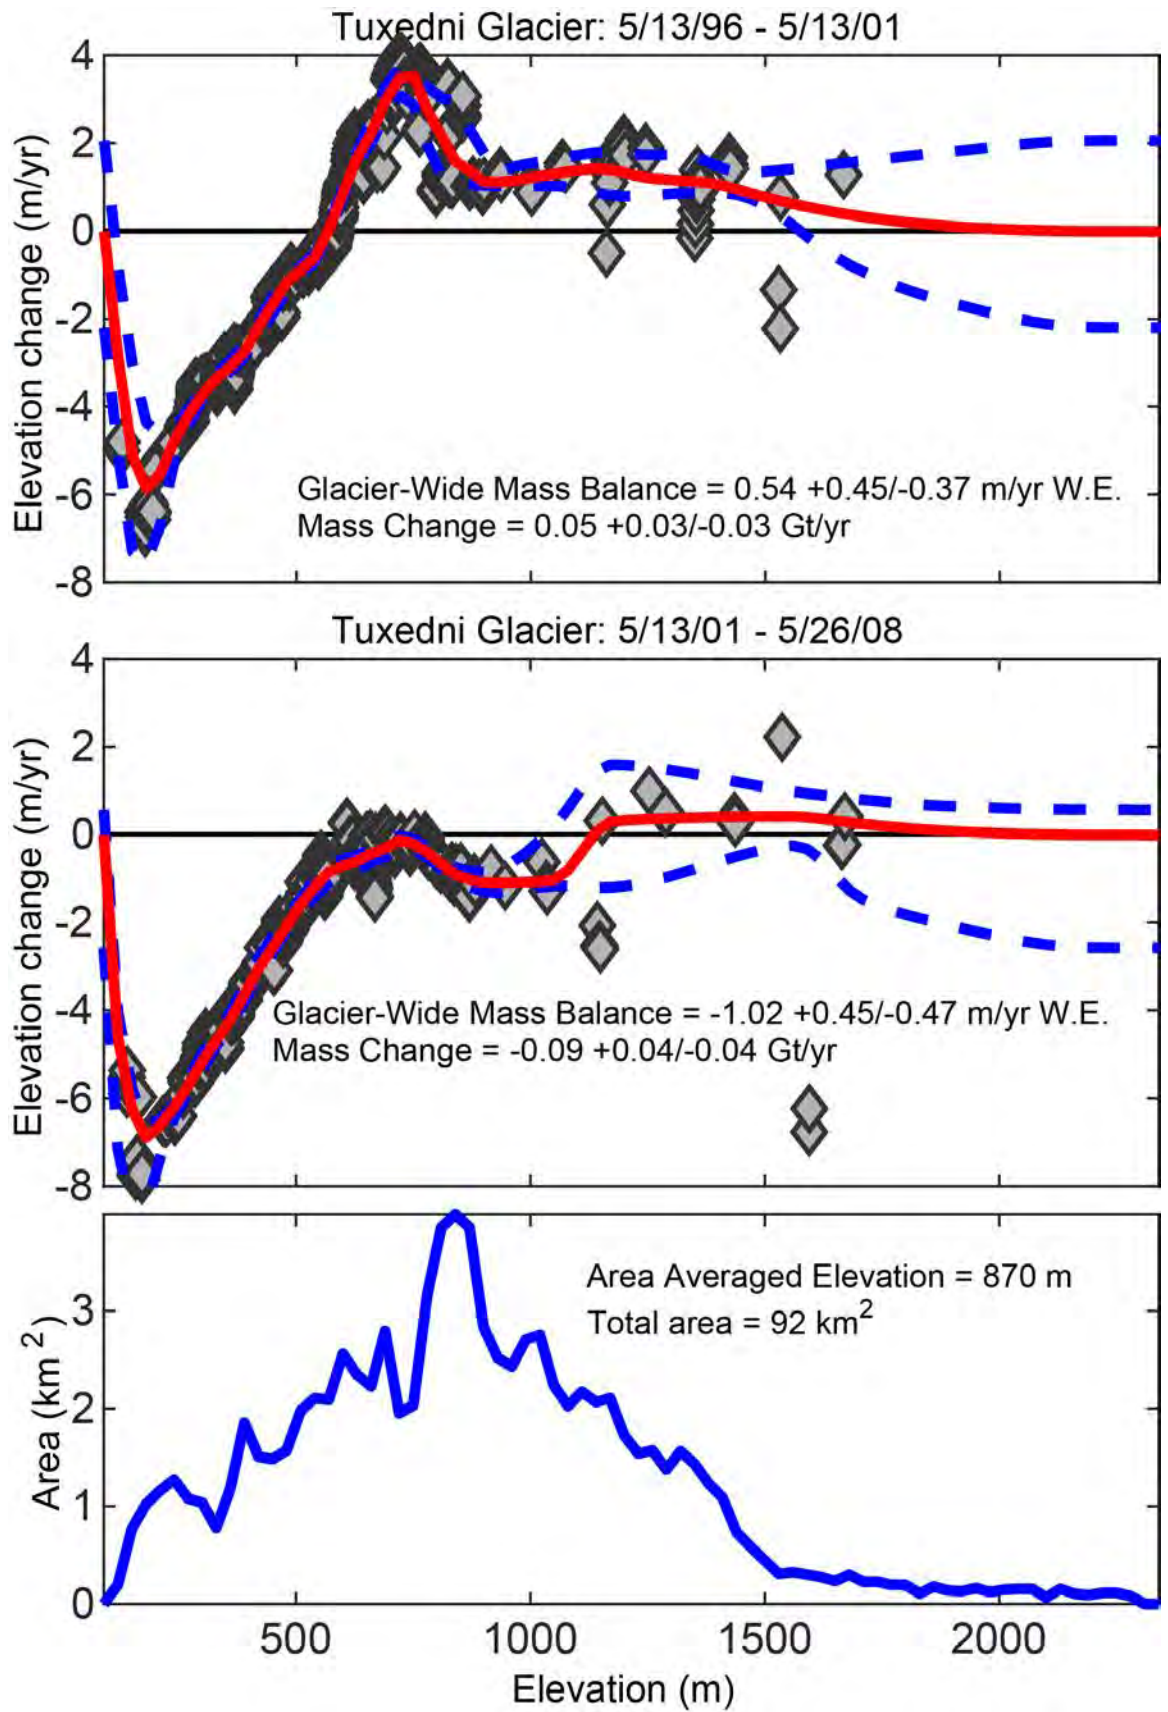 Tuxedni Glacier: 5/13/96 - 5/13/01
4
2
0
-2
-4
-6
-8
Elevation change (m/yr)
Glacier-Wide Mass Balance = 0.54 +0.45/-0.37 m/yr W.E.
Mass Change = 0.05 +0.03/-0.03 Gt/yr
Tuxedni Glacier: 5/13/01 - 5/26/08
4
2
0
-2
-4
-6
-8
Elevation change (m/yr)
Glacier-Wide Mass Balance = -1.02 +0.45/-0.47 m/yr W.E.
Mass Change = -0.09 +0.04/-0.04 Gt/yr
Area Averaged Elevation = 870 m
Total area = 92 km²
3
2
1
0
Area (km²)
500 1000 1500 2000
Elevation (m)